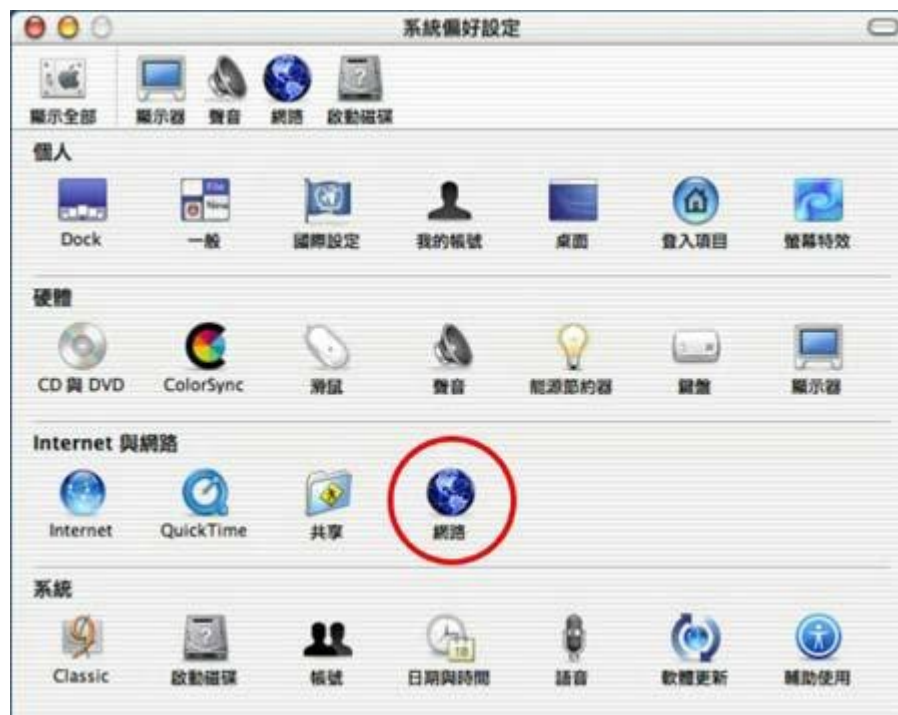 系統偏好設定
顯示全部 顯示器 聲音 網路 啟動磁碟
個人
Dock 一般 國際設定 我的帳號 桌面 登入項目 螢幕特效
硬體
CD 與 DVD ColorSync 滑鼠 聲音 能源節約器 鍵盤 顯示器
Internet 與網路
Internet QuickTime 共享 網路
系統
Classic 啟動磁碟 帳號 日期與時間 語音 軟體更新 輔助使用